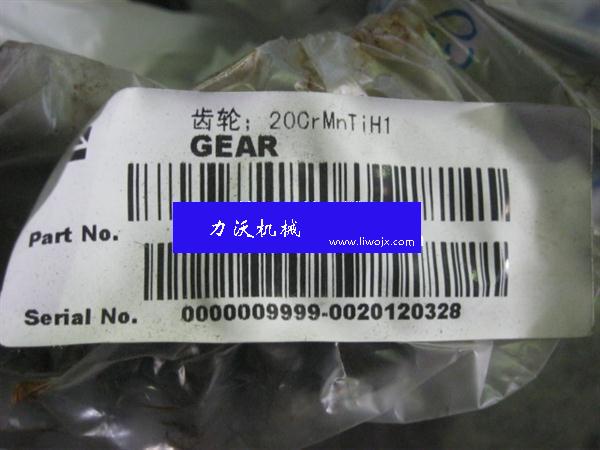 齿轮；20CrMnTiH1
GEAR
Part No.
力沃机械
www.liwojx.com
Serial No. 0000009999-0020120328